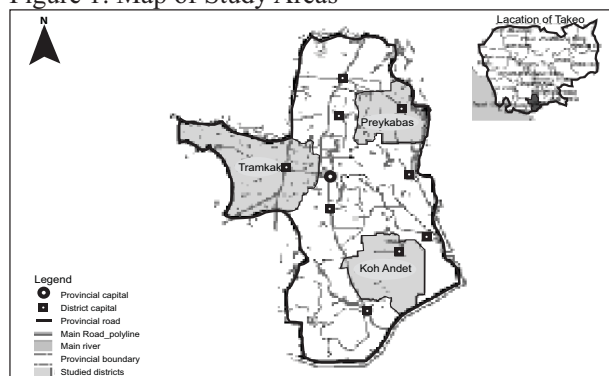 Figure 1: Map of Study Areas
N
Lacation of Takeo
Preykabas
Tramkak
Koh Andet
Legend
Provincial capital
District capital
Provincial road
Main Road_polyline
Main river
Provincial boundary
Studied districts